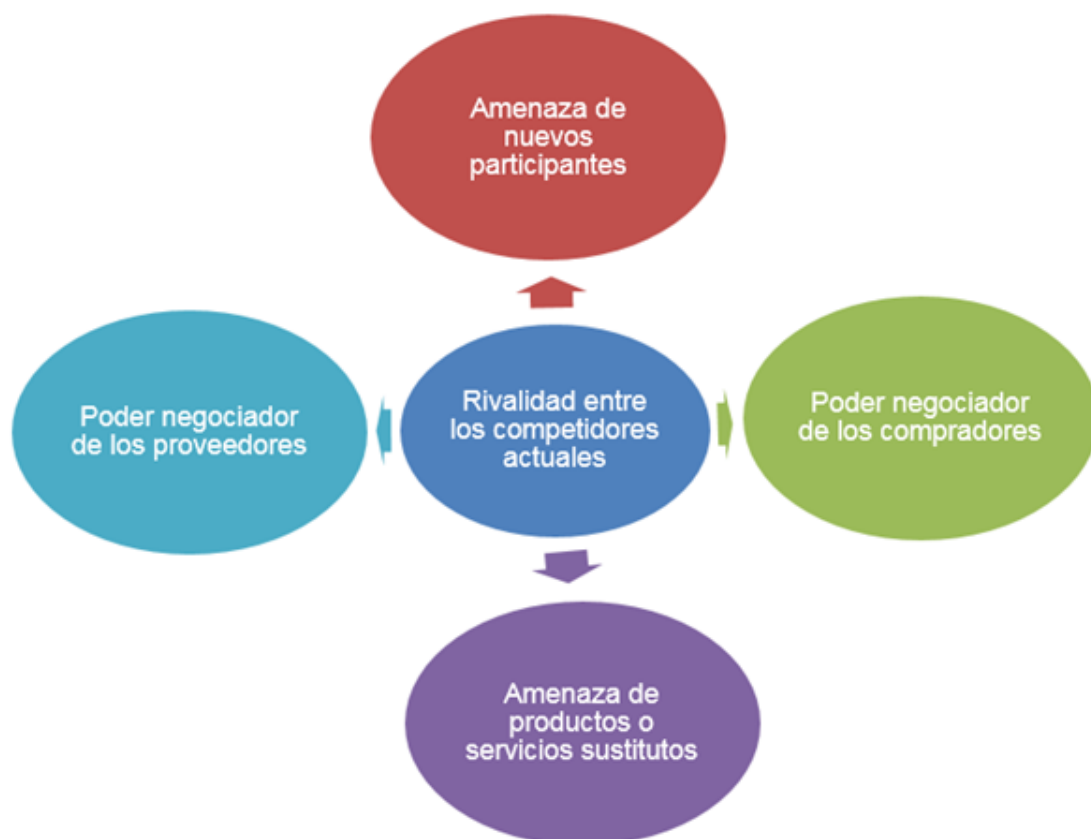 Amenaza de
nuevos
participantes
Poder negociador
de los proveedores
Rivalidad entre
los competidores
actuales
Poder negociador
de los compradores
Amenaza de
productos o
servicios sustitutos